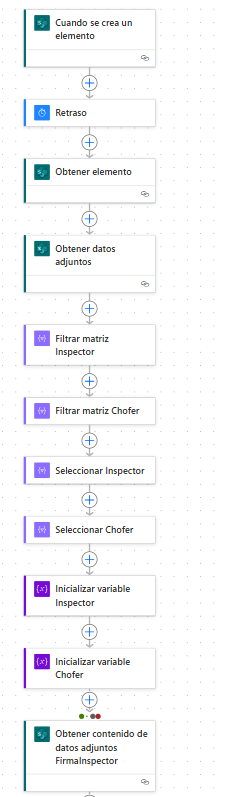 Cuando se crea un
elemento
Retraso
Obtener elemento
Obtener datos
adjuntos
Filtrar matriz
Inspector
Filtrar matriz Chofer
Seleccionar Inspector
Seleccionar Chofer
Inicializar variable
Inspector
Inicializar variable
Chofer
Obtener contenido de
datos adjuntos
FirmaInspector